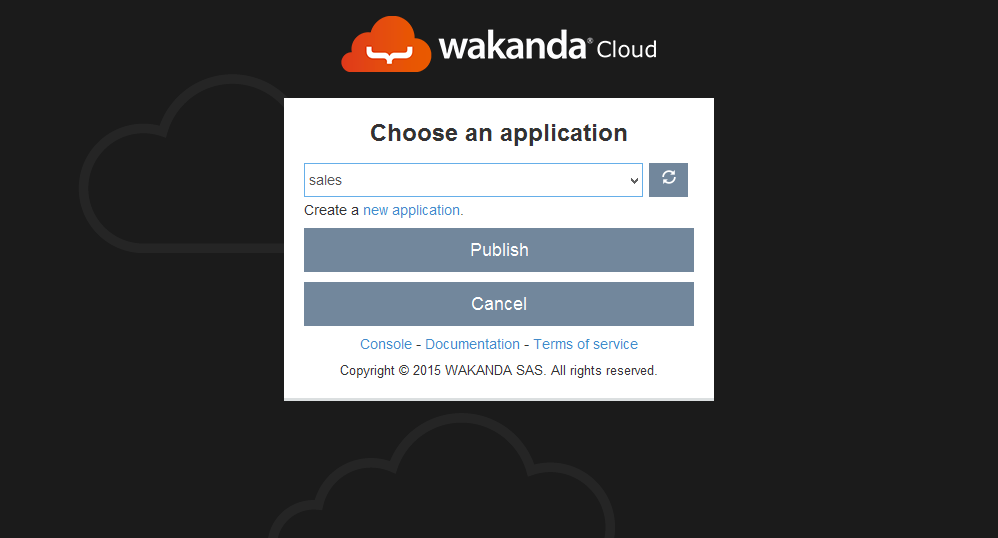 wakanda® Cloud
Choose an application
sales
Create a new application.
Publish
Cancel
Console - Documentation - Terms of service
Copyright © 2015 WAKANDA SAS. All rights reserved.